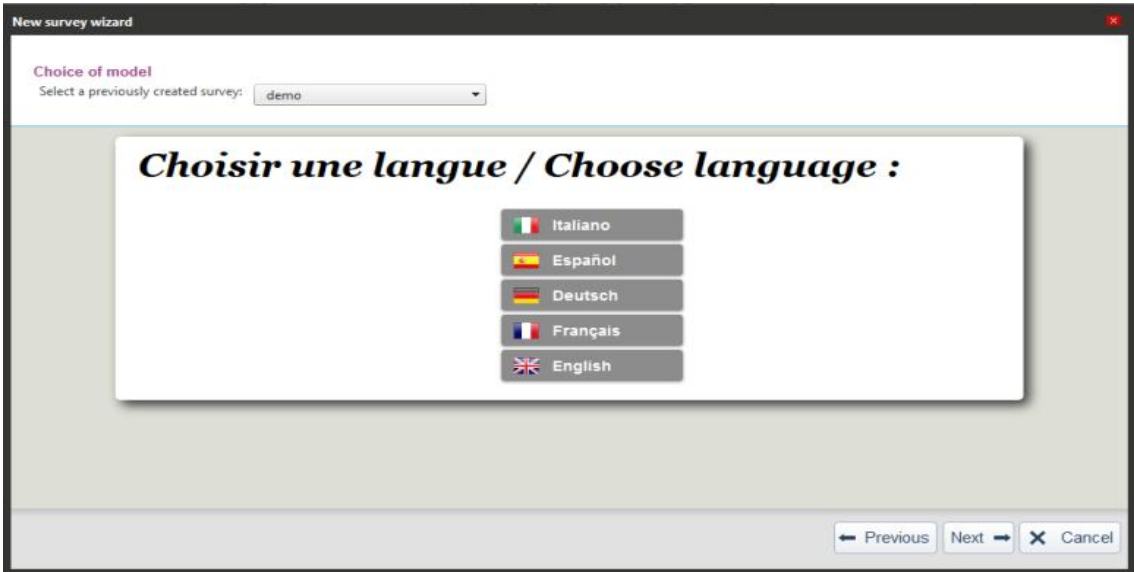 New survey wizard
Choice of model
Select a previously created survey: demo
Choisir une langue / Choose language :
Italiano
Español
Deutsch
Français
English
Previous Next Cancel